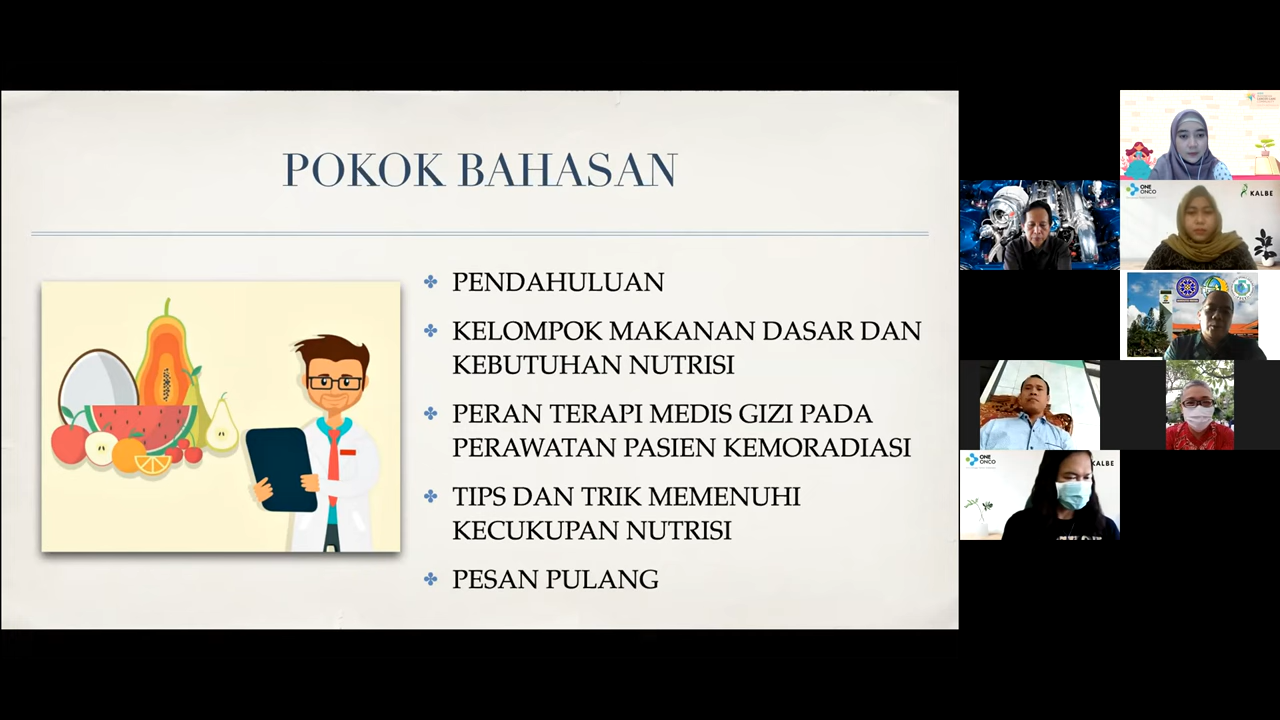 POKOK BAHASAN
PENDAHULUAN
KELOMPOK MAKANAN DASAR DAN
KEBUTUHAN NUTRISI
PERAN TERAPI MEDIS GIZI PADA
PERAWATAN PASIEN KEMORADIASI
TIPS DAN TRIK MEMENUHI
KECUKUPAN NUTRISI
PESAN PULANG
ONE
ONCO
KALBE
ONE
ONCO
KALBE